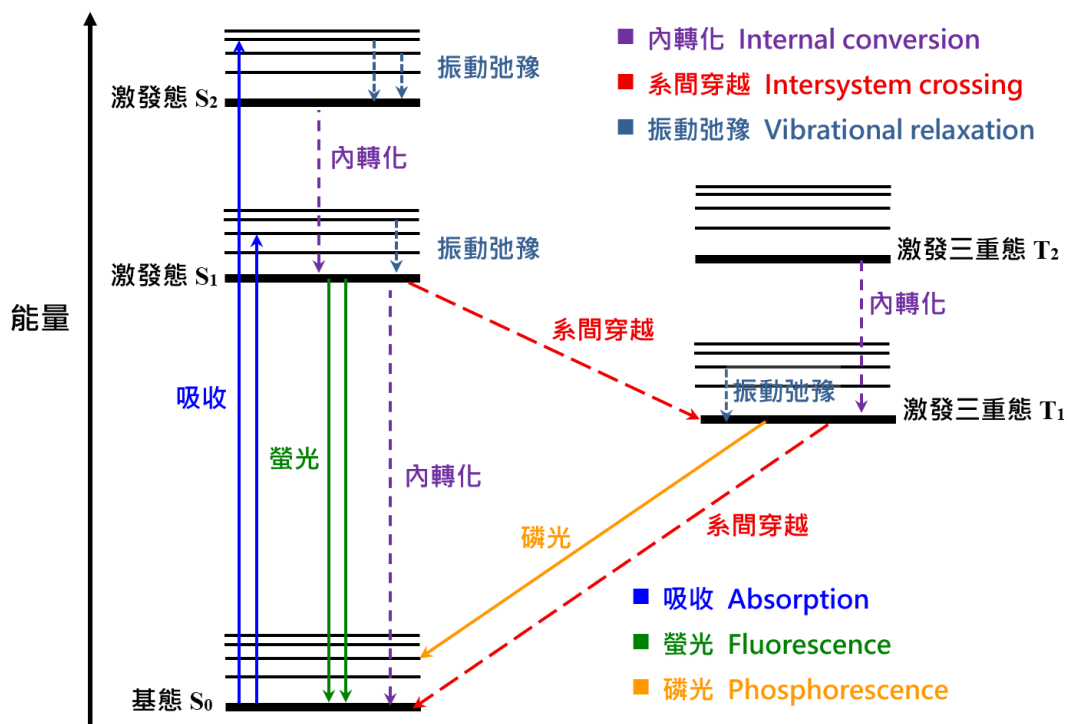 ■ 內轉化 Internal conversion
■ 系間穿越 Intersystem crossing
■ 振動弛豫 Vibrational relaxation
振動弛豫
激發態 S₂
內轉化
振動弛豫
激發態 S₁
激發三重態 T₂
內轉化
能量
系間穿越
吸收
振動弛豫
激發三重態 T₁
螢光
內轉化
磷光
系間穿越
■ 吸收 Absorption
■ 螢光 Fluorescence
■ 磷光 Phosphorescence
基態 S₀